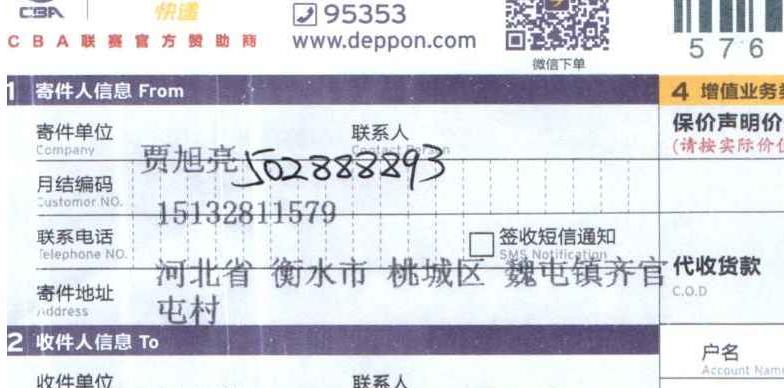 CBA 快递 95353
CBA联赛官方赞助商 www.deppon.com
微信下单
576
1 寄件人信息 From
4 增值业务
寄件单位 联系人
Company Contact Person
保价声明价
(请按实际价
贾旭亮 502888893
月结编码
Customor NO.
15132811579
联系电话 签收短信通知
Telephone NO. SMS Notification
河北省 衡水市 桃城区 魏屯镇齐官
代收货款
C.O.D
寄件地址
Address
屯村
2 收件人信息 To
户名
Account Nam
收件单位 联系人